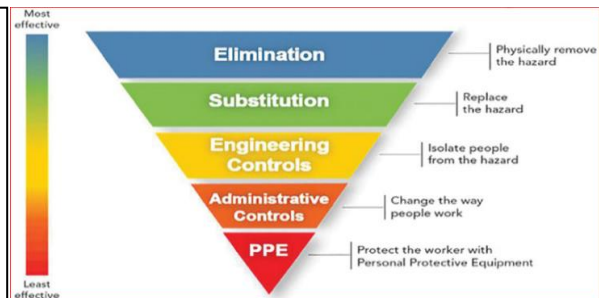 Most
effective
Elimination
Physically remove
the hazard
Substitution
Replace
the hazard
Engineering
Controls
Isolate people
from the hazard
Administrative
Controls
Change the way
people work
PPE
Protect the worker with
Personal Protective Equipment
Least
effective